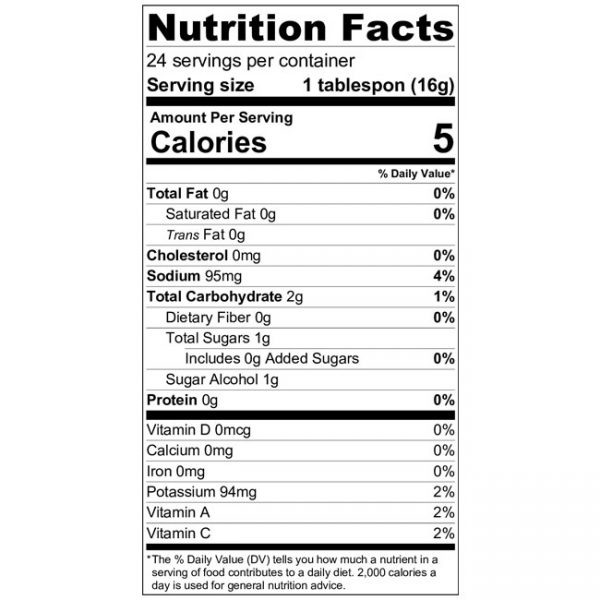 Nutrition Facts
24 servings per container
Serving size 1 tablespon (16g)
Amount Per Serving
Calories 5
% Daily Value*
Total Fat 0g 0%
Saturated Fat 0g 0%
Trans Fat 0g
Cholesterol 0mg 0%
Sodium 95mg 4%
Total Carbohydrate 2g 1%
Dietary Fiber 0g 0%
Total Sugars 1g
Includes 0g Added Sugars 0%
Sugar Alcohol 1g
Protein 0g 0%
Vitamin D 0mcg 0%
Calcium 0mg 0%
Iron 0mg 0%
Potassium 94mg 2%
Vitamin A 2%
Vitamin C 2%
*The % Daily Value (DV) tells you how much a nutrient in a
serving of food contributes to a daily diet. 2,000 calories a
day is used for general nutrition advice.